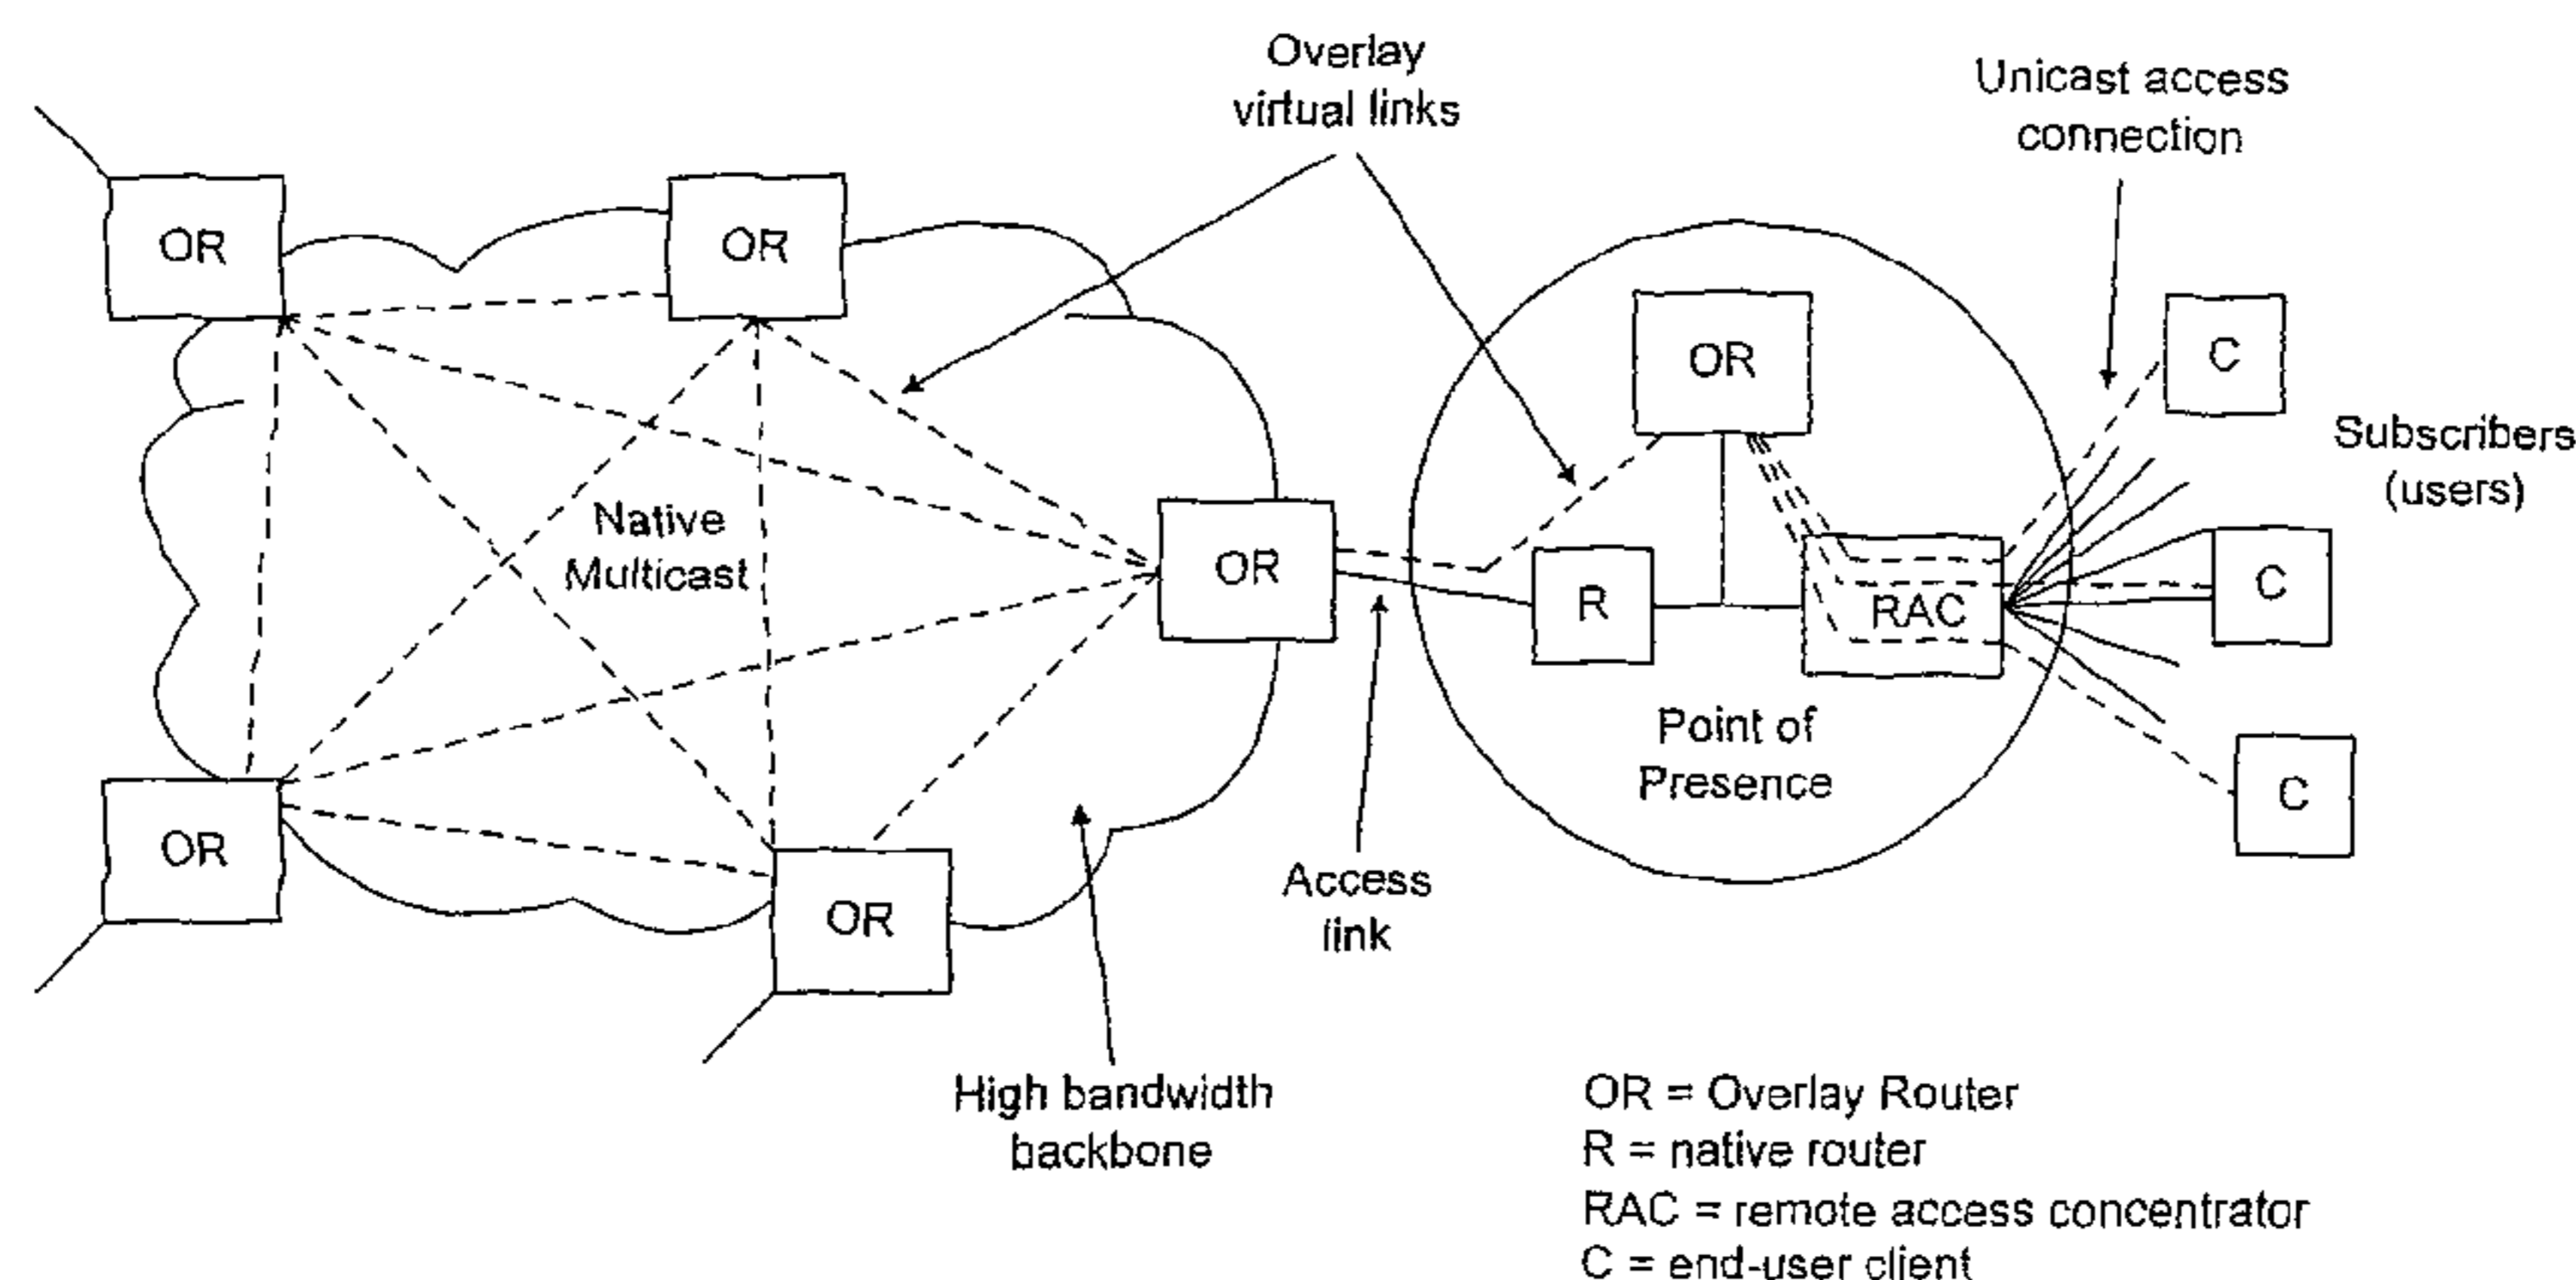 Overlay
virtual links
Unicast access
connection
OR
OR
OR
C
Subscribers
(users)
Native
Multicast
OR
R
RAC
C
Point of
Presence
OR
OR
C
Access
link
High bandwidth
backbone
OR = Overlay Router
R = native router
RAC = remote access concentrator
C = end-user client